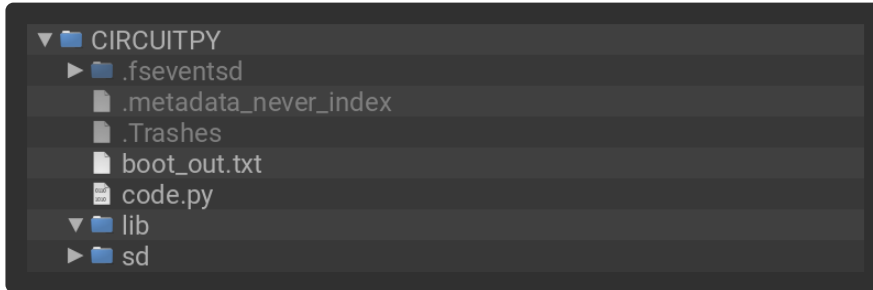 CIRCUITPY
.fseventsd
.metadata_never_index
.Trashes
boot_out.txt
code.py
lib
sd